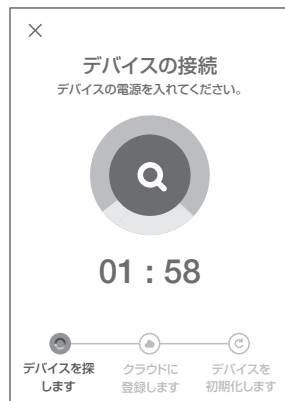 デバイスの接続
デバイスの電源を入れてください。
01 : 58
デバイスを探
します
クラウドに
登録します
デバイスを
初期化します